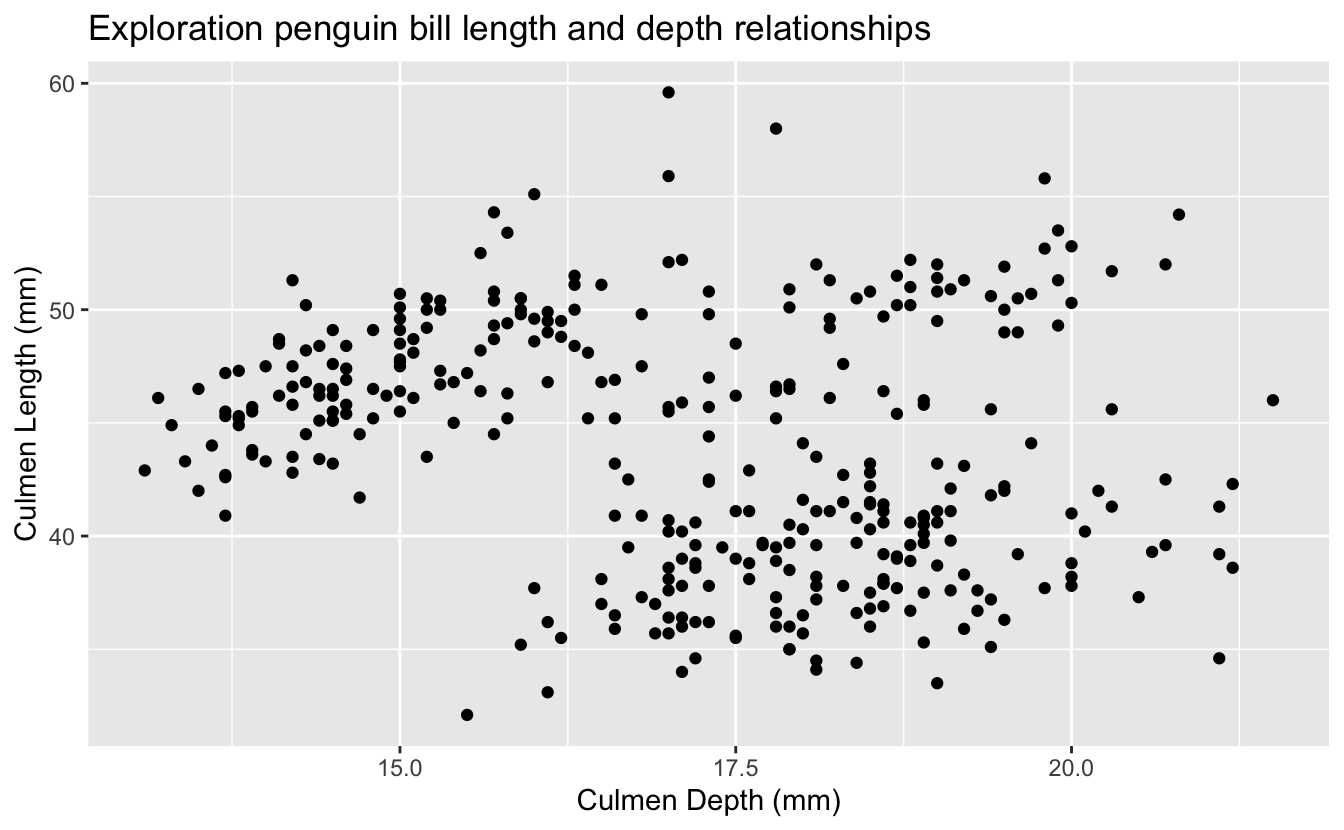 Exploration penguin bill length and depth relationships
60
50
40
Culmen Length (mm)
15.0 17.5 20.0
Culmen Depth (mm)